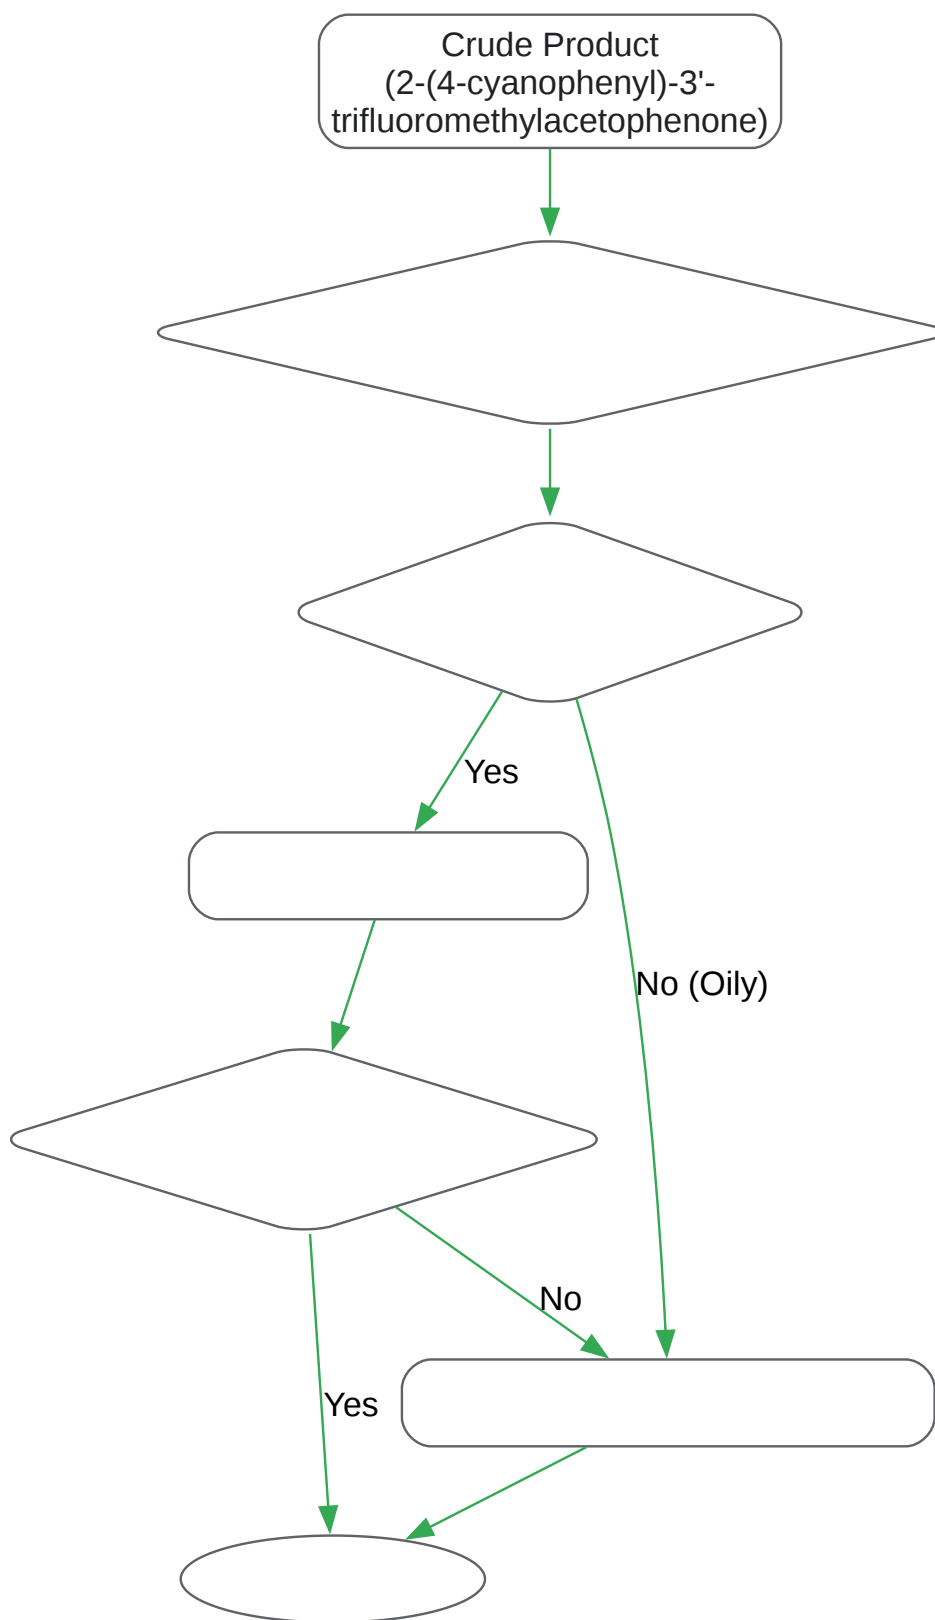 Crude Product
(2-(4-cyanophenyl)-3'-
trifluoromethylacetophenone)
Yes
No (Oily)
No
Yes